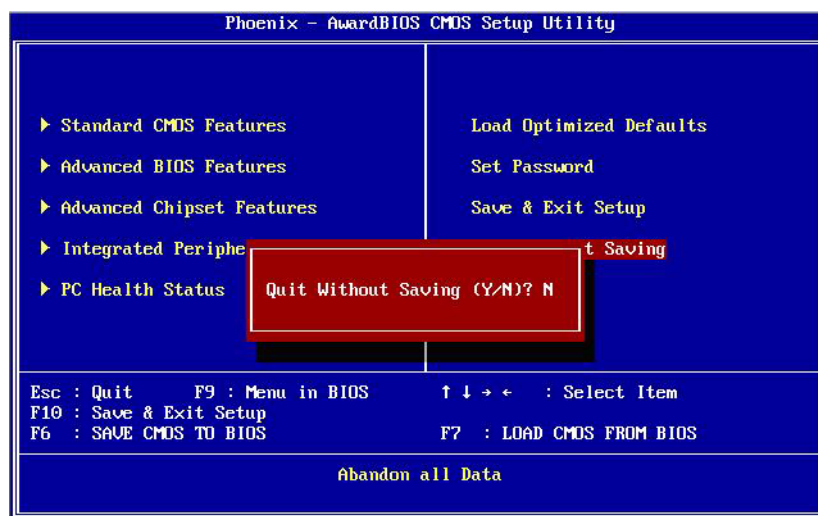 Phoenix - AwardBIOS CMOS Setup Utility
Standard CMOS Features
Advanced BIOS Features
Advanced Chipset Features
Integrated Periphe
PC Health Status
Load Optimized Defaults
Set Password
Save & Exit Setup
t Saving
Quit Without Saving (Y/N)? N
Esc : Quit F9 : Menu in BIOS ↑ ↓ → ← : Select Item
F10 : Save & Exit Setup
F6 : SAVE CMOS TO BIOS F7 : LOAD CMOS FROM BIOS
Abandon all Data